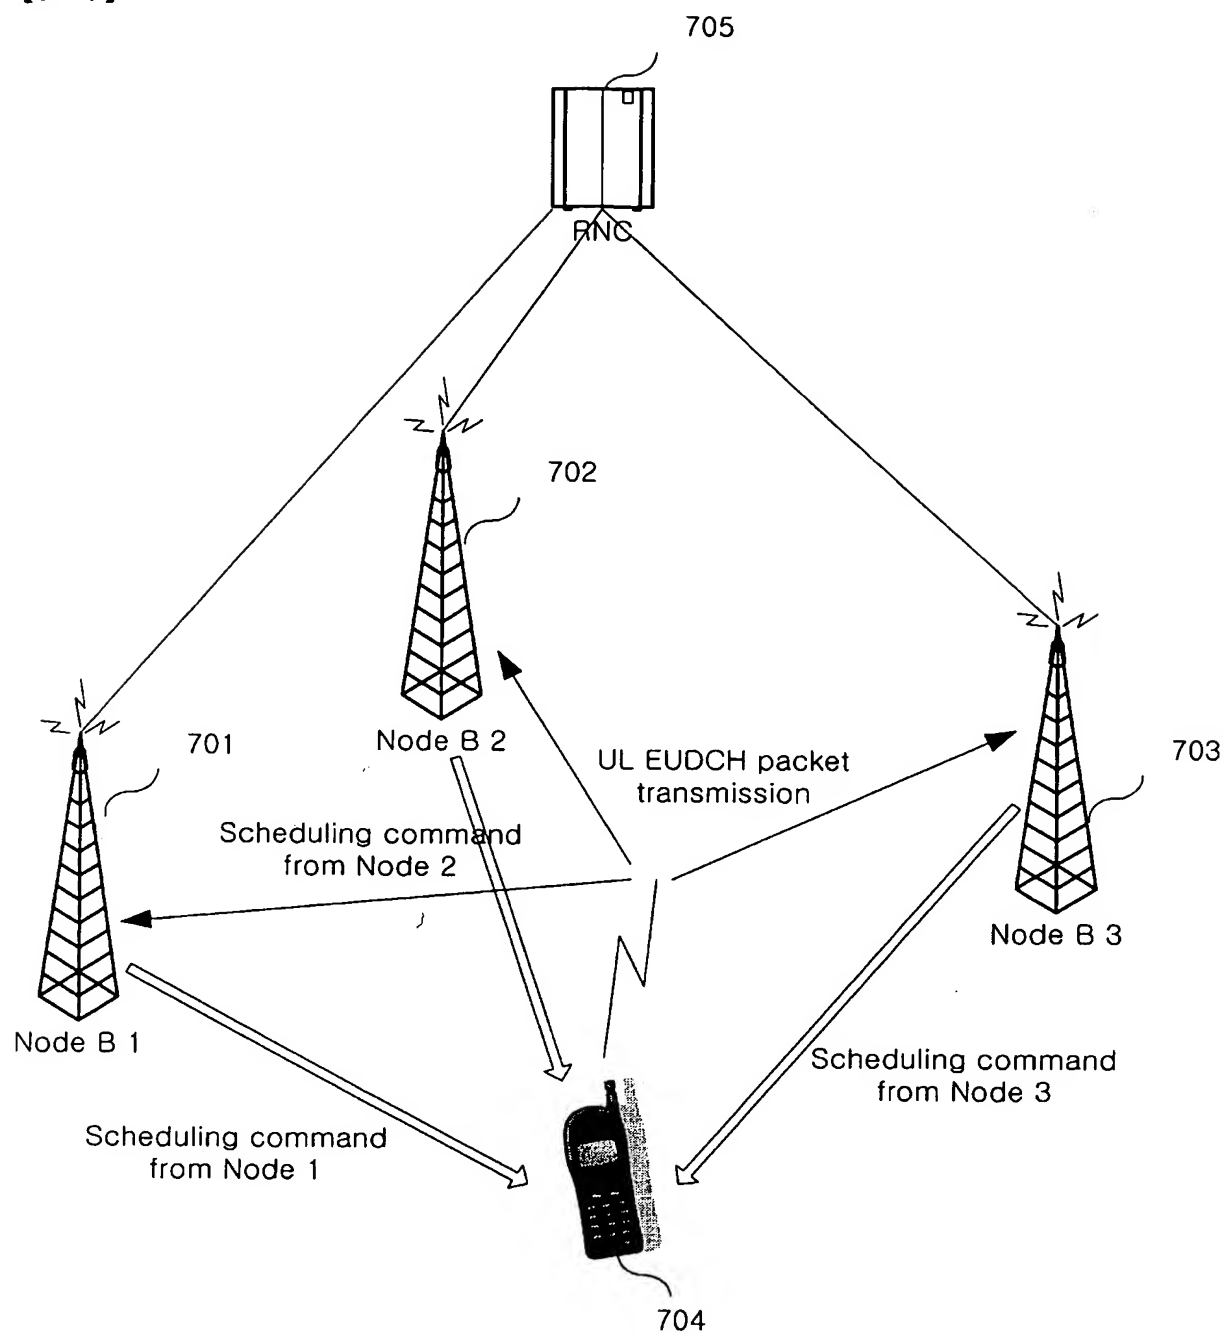 705
RNC
702
Node B 2
701
UL EUDCH packet
transmission
703
Scheduling command
from Node 2
Node B 3
Node B 1
Scheduling command
from Node 3
Scheduling command
from Node 1
704